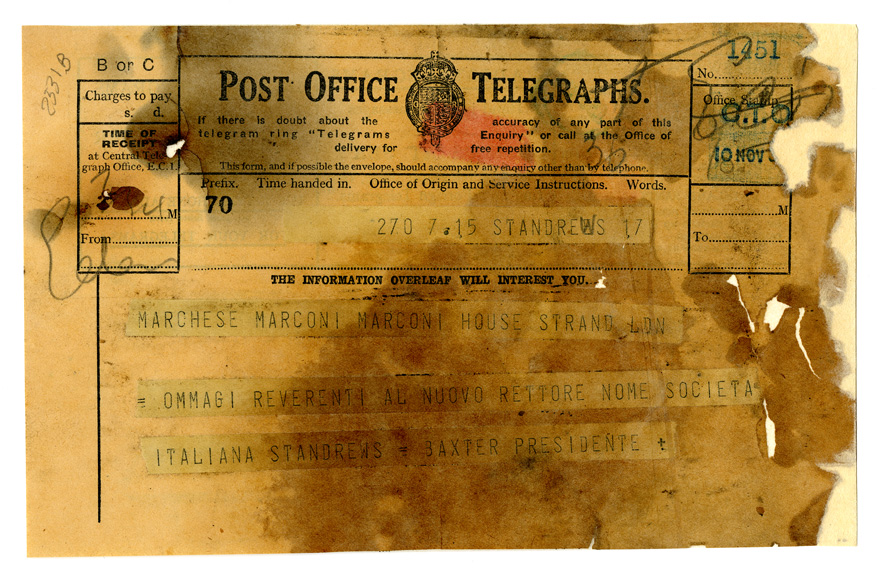 2331B
B or C
Charges to pay
s. d.
POST OFFICE TELEGRAPHS.
No. 1451
Office Stamp
If there is doubt about the accuracy of any part of this
telegram ring "Telegrams Enquiry" or call at the Office of
delivery for free repetition.
This form, and if possible the envelope, should accompany any enquiry other than by telephone.
TIME OF
RECEIPT
at Central Tele-
graph Office, E.C.1.
10 NOV
Prefix. Time handed in. Office of Origin and Service Instructions. Words.
70
M
From
M
To
270 7.15 STANDREWS 17
THE INFORMATION OVERLEAF WILL INTEREST YOU.
MARCHESE MARCONI MARCONI HOUSE STRAND LDN
= OMMAGI REVERENTI AL NUOVO RETTORE NOME SOCIETA
ITALIANA STANDREWS = BAXTER PRESIDENTE +